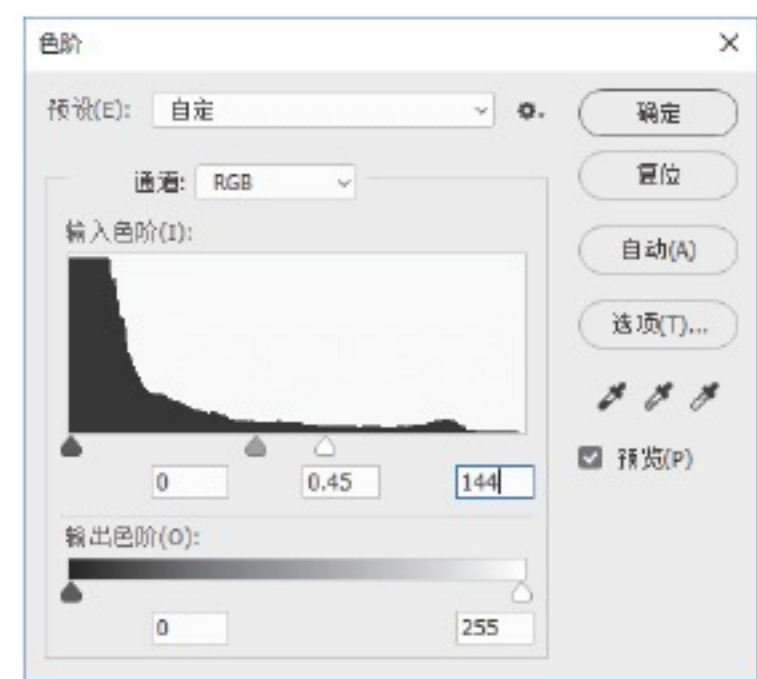 色阶
预设(E): 自定
确定
复位
通道: RGB
输入色阶(I):
自动(A)
选项(T)...
0 0.45 144
预览(P)
输出色阶(O):
0 255